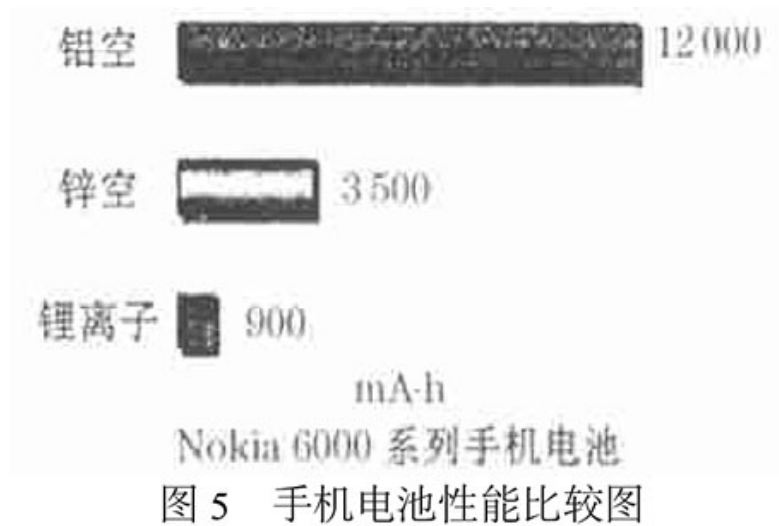 铝空 12 000
锌空 3 500
锂离子 900
mA·h
Nokia 6000 系列手机电池
图 5 手机电池性能比较图